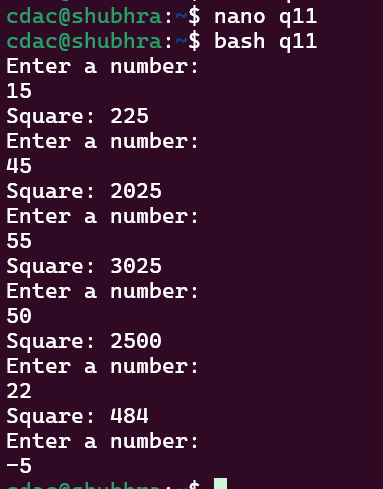 cdac@shubhra:~$ nano q11
cdac@shubhra:~$ bash q11
Enter a number:
15
Square: 225
Enter a number:
45
Square: 2025
Enter a number:
55
Square: 3025
Enter a number:
50
Square: 2500
Enter a number:
22
Square: 484
Enter a number:
-5
cdac@shubhra:~$